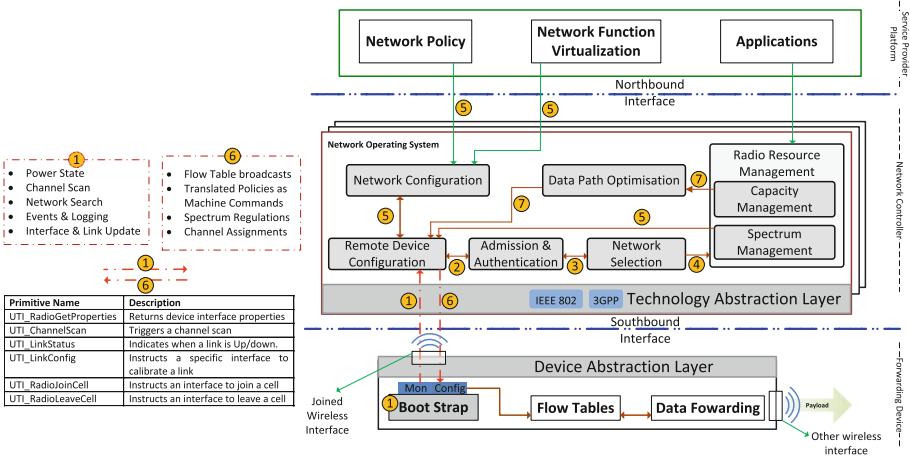 Network Policy
Network Function
Virtualization
Applications
Service Provider
Platform
Northbound
Interface
5
5
Network Operating System
Network Configuration
Data Path Optimisation
Radio Resource
Management
Capacity
Management
Spectrum
Management
7
7
5
5
Remote Device
Configuration
2
Admission &
Authentication
3
Network
Selection
4
Network Controller
1
6
IEEE 802
3GPP
Technology Abstraction Layer
Southbound
Interface
1
Power State
Channel Scan
Network Search
Events & Logging
Interface & Link Update
6
Flow Table broadcasts
Translated Policies as
Machine Commands
Spectrum Regulations
Channel Assignments
1
6
Primitive Name Description
UTI_RadioGetProperties Returns device interface properties
UTI_ChannelScan Triggers a channel scan
UTI_LinkStatus Indicates when a link is Up/down.
UTI_LinkConfig Instructs a specific interface to
calibrate a link
UTI_RadioJoinCell Instructs an interface to join a cell
UTI_RadioLeaveCell Instructs an interface to leave a cell
Device Abstraction Layer
Mon Config
1
Boot Strap
Flow Tables
Data Fowarding
Payload
Joined
Wireless
Interface
Other wireless
interface
Forwarding Device